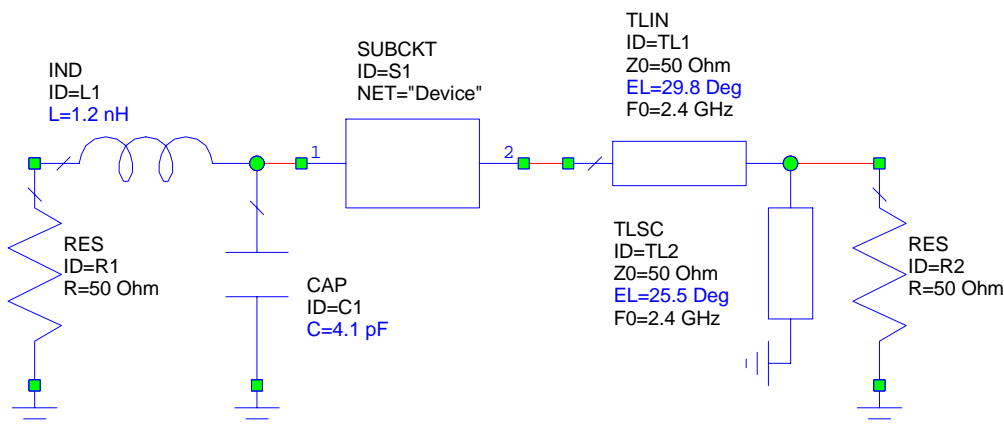 IND
ID=L1
L=1.2 nH
SUBCKT
ID=S1
NET="Device"
1
2
TLIN
ID=TL1
Z0=50 Ohm
EL=29.8 Deg
F0=2.4 GHz
RES
ID=R1
R=50 Ohm
CAP
ID=C1
C=4.1 pF
TLSC
ID=TL2
Z0=50 Ohm
EL=25.5 Deg
F0=2.4 GHz
RES
ID=R2
R=50 Ohm